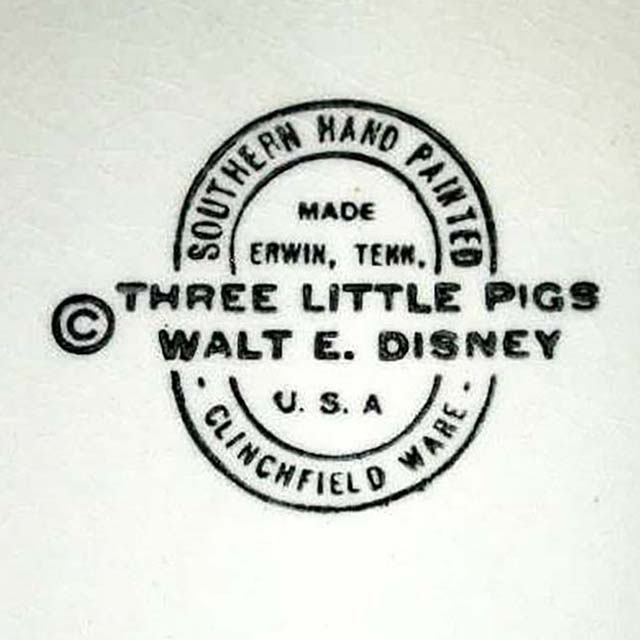 SOUTHERN HAND PAINTED
MADE
ERWIN, TENN.
© THREE LITTLE PIGS
WALT E. DISNEY
U. S. A
· CLINCHFIELD WARE ·